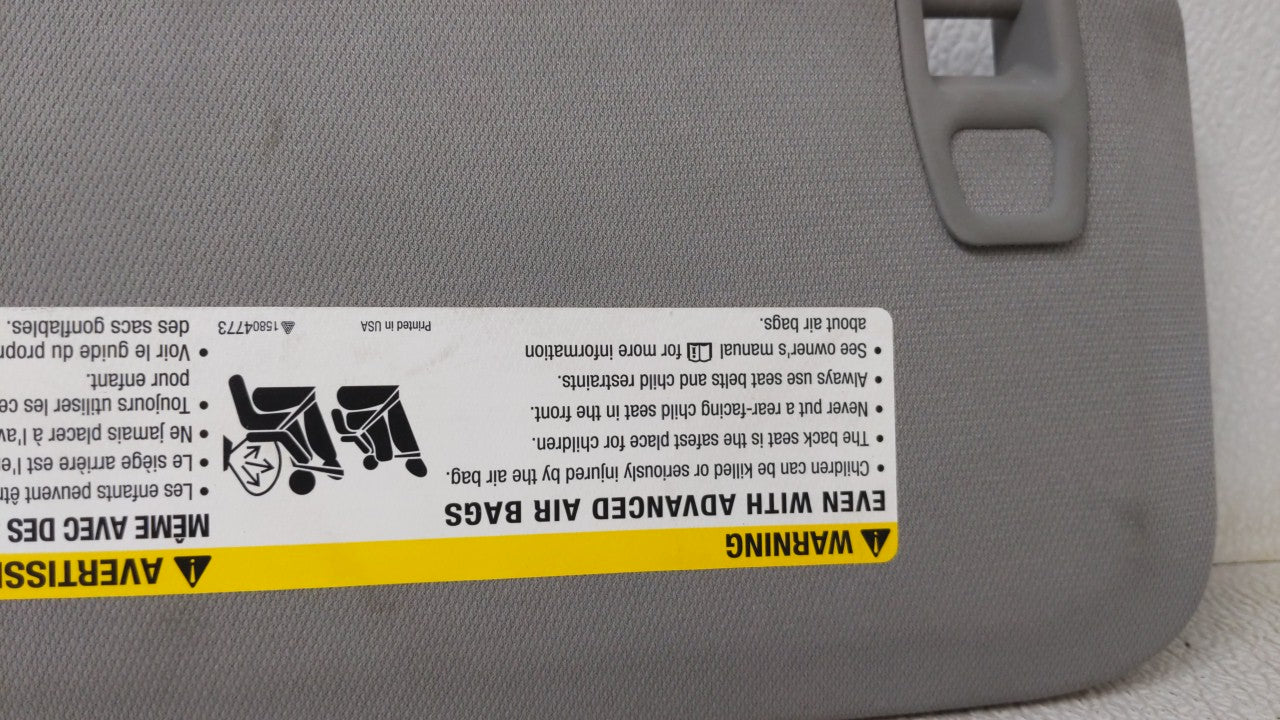 WARNING
EVEN WITH ADVANCED AIR BAGS
• Children can be killed or seriously injured by the air bag.
• The back seat is the safest place for children.
• Never put a rear-facing child seat in the front.
• Always use seat belts and child restraints.
• See owner's manual for more information
about air bags.
Printed in USA
15804773
AVERTISS
MÊME AVEC DES
• Les enfants peuvent êt
• Le siège arrière est l'e
• Ne jamais placer à l'av
• Toujours utiliser les ce
pour enfant.
• Voir le guide du propr
des sacs gonflables.